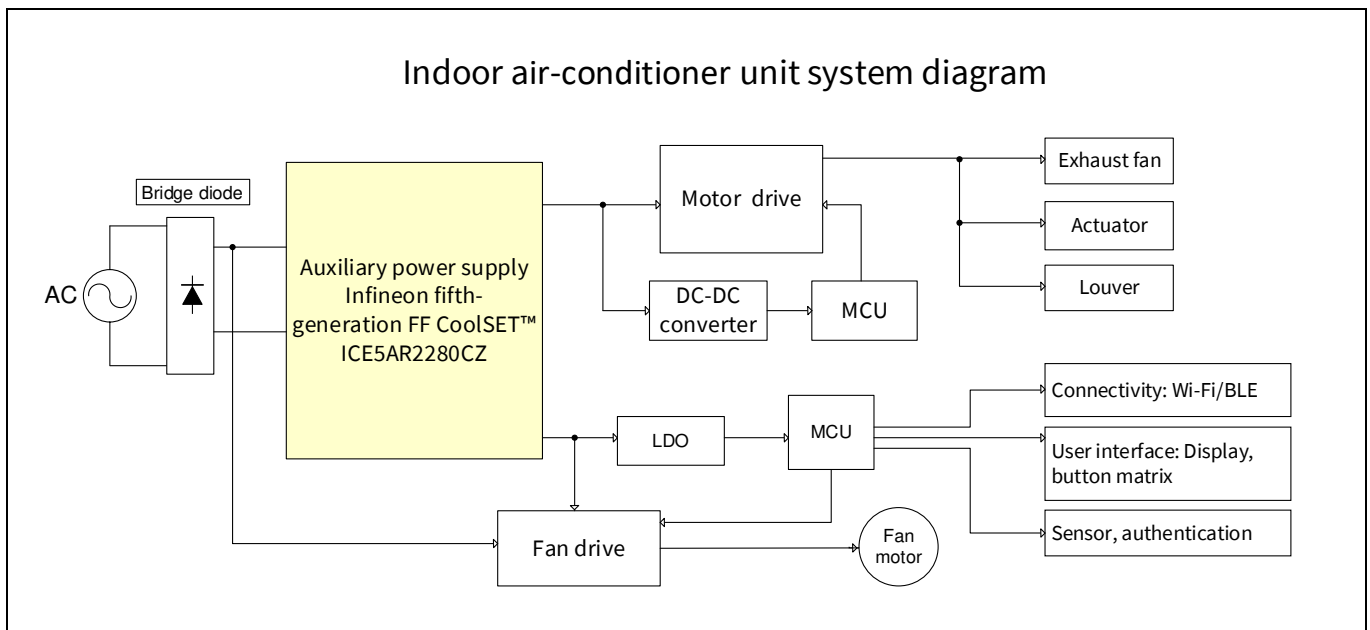 Indoor air-conditioner unit system diagram
Bridge diode
AC
Auxiliary power supply
Infineon fifth-
generation FF CoolSET™
ICE5AR2280CZ
Motor drive
DC-DC
converter
MCU
Exhaust fan
Actuator
Louver
LDO
MCU
Connectivity: Wi-Fi/BLE
User interface: Display,
button matrix
Sensor, authentication
Fan drive
Fan
motor